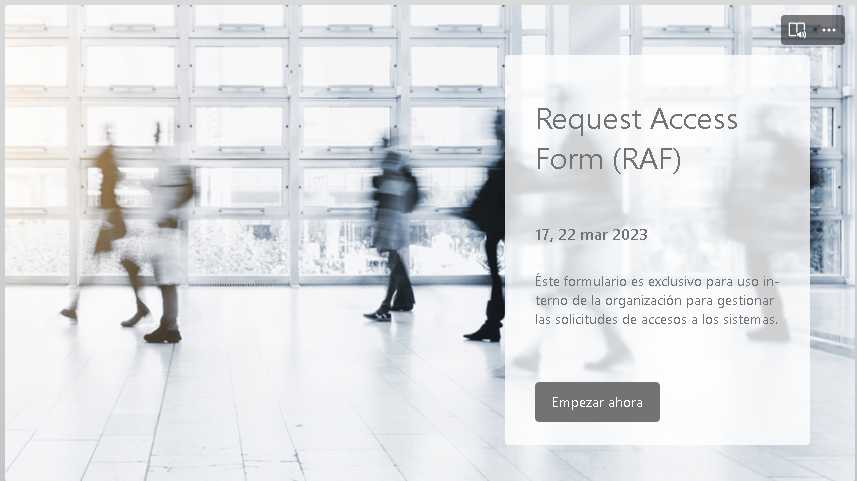 Request Access
Form (RAF)
17, 22 mar 2023
Éste formulario es exclusivo para uso in-
terno de la organización para gestionar
las solicitudes de accesos a los sistemas.
Empezar ahora